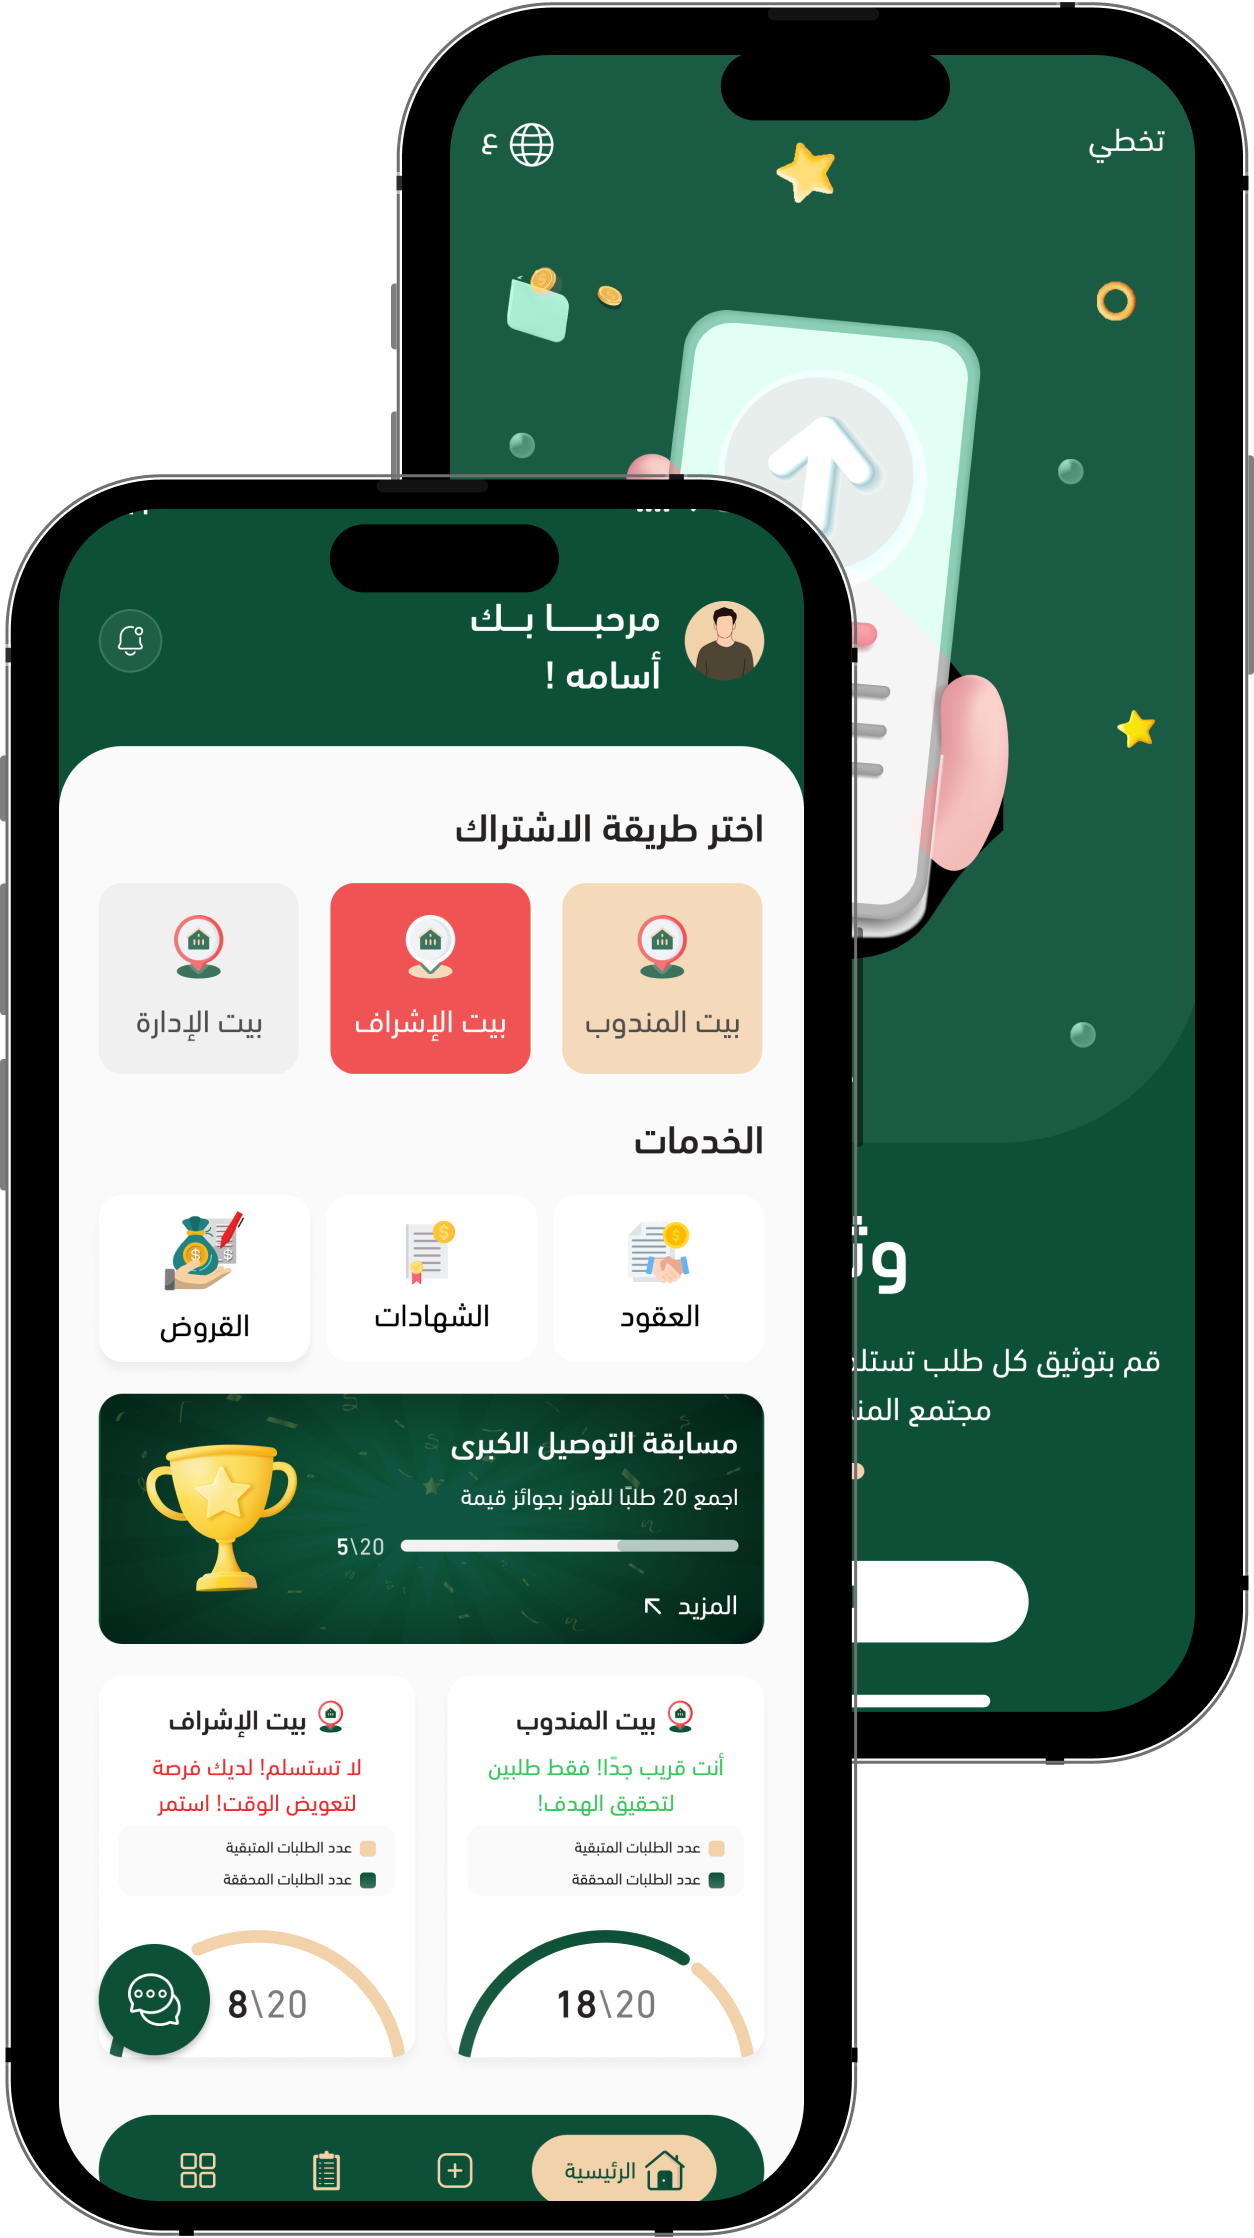 تخطي
ع
وث
قم بتوثيق كل طلب
مجتمع
مرحبـــا بــك
أسامه !
اختر طريقة الاشتراك
بيت المندوب
بيت الإشراف
بيت الإدارة
الخدمات
العقود
الشهادات
القروض
مسابقة التوصيل الكبرى
اجمع 20 طلبًا للفوز بجوائز قيمة
5\20
المزيد
بيت المندوب
أنت قريب جدًا! فقط طلبين
لتحقيق الهدف!
عدد الطلبات المتبقية
عدد الطلبات المحققة
18\20
بيت الإشراف
لا تستسلم! لديك فرصة
لتعويض الوقت! استمر
عدد الطلبات المتبقية
عدد الطلبات المحققة
8\20
الرئيسية